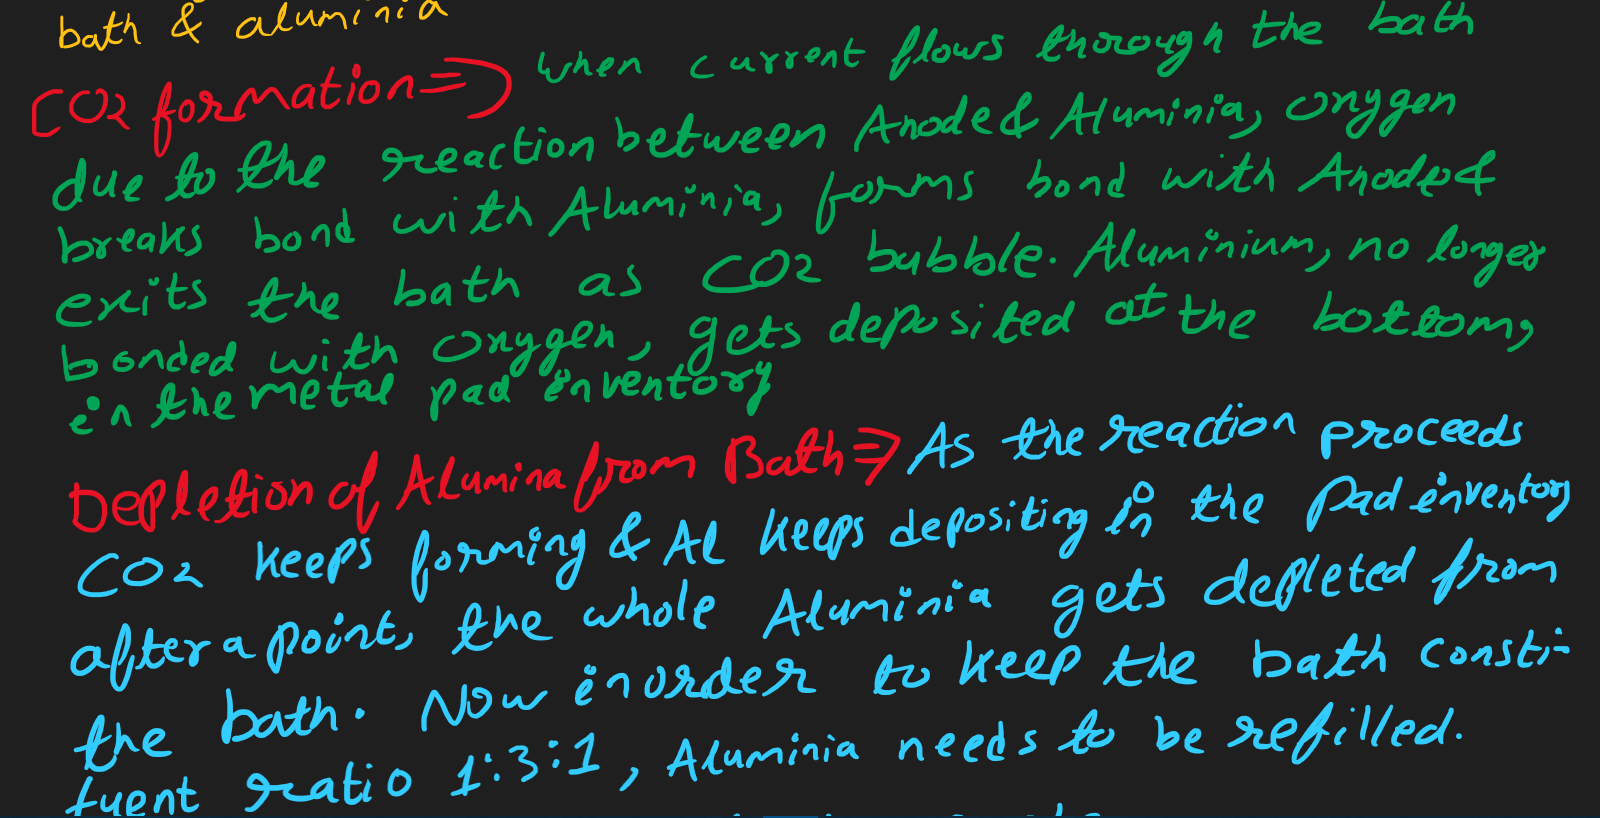 bath & aluminia
CO2 formation => when current flows thorough the bath
due to the reaction between Anode & Aluminia, oxygen
breaks bond with Aluminia, forms bond with Anode &
exits the bath as CO2 bubble. Aluminium, no longer
bonded with oxygen, gets deposited at the bottom,
in the metal pad inventory
Depletion of Alumina from Bath => As the reaction proceeds
CO2 keeps forming & Al keeps depositing in the Pad inventory
after a point, the whole Aluminia gets depleted from
the bath. Now inorder to keep the bath consti-
tuent ratio 1:3:1, Aluminia needs to be refilled.